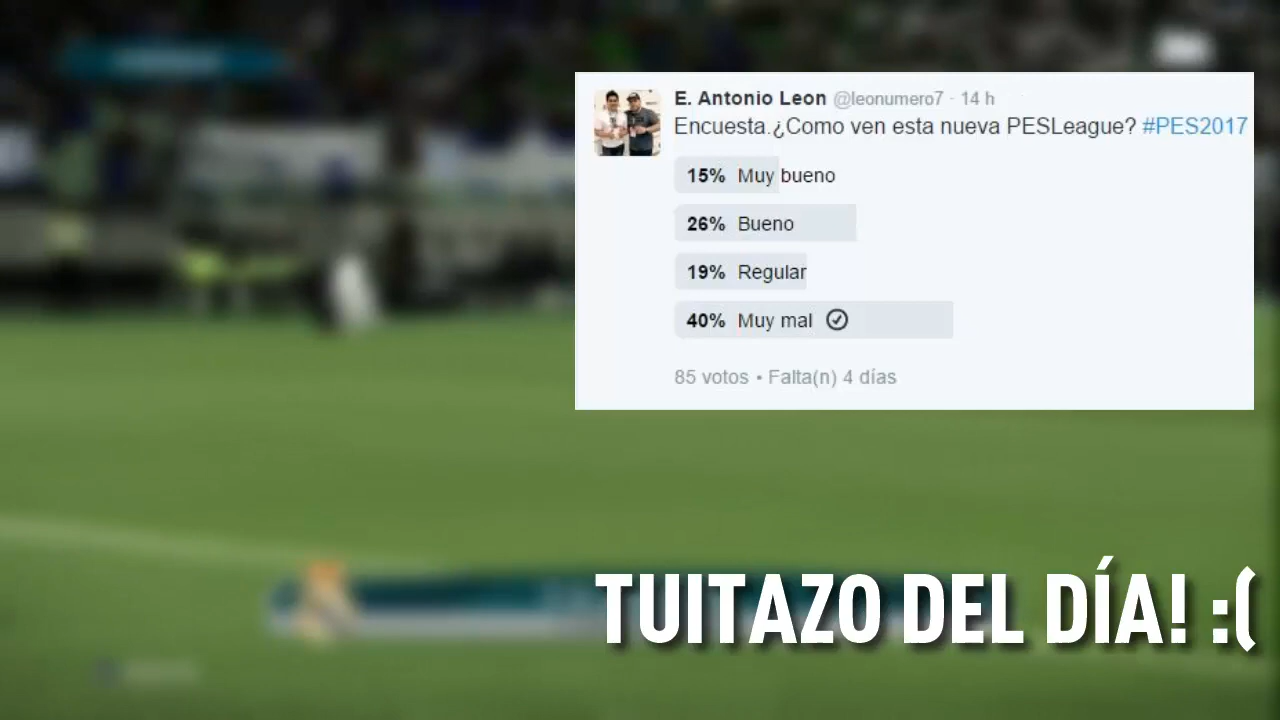 E. Antonio Leon @leonumero7 · 14 h
Encuesta.¿Como ven esta nueva PESLeague? #PES2017
15% Muy bueno
26% Bueno
19% Regular
40% Muy mal
85 votos • Falta(n) 4 días
TUITAZO DEL DÍA! :(